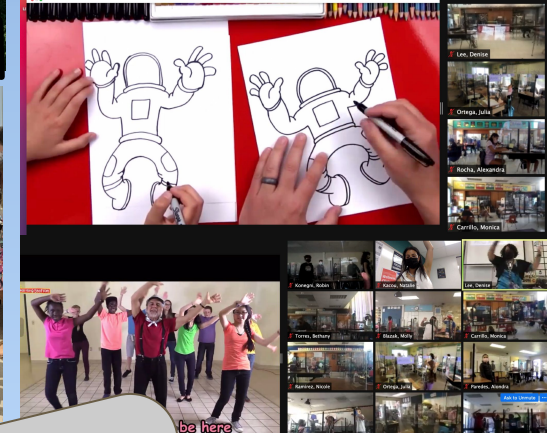 Lee, Denise
Ortega, Julia
Rocha, Alexandra
Carrillo, Monica
Konegni, Robin
Kacou, Natalie
Lee, Denise
Torres, Bethany
Blazak, Molly
Carrillo, Monica
Ramirez, Nicole
Ortega, Julia
Paredes, Alondra
Ask to Unmute
be here